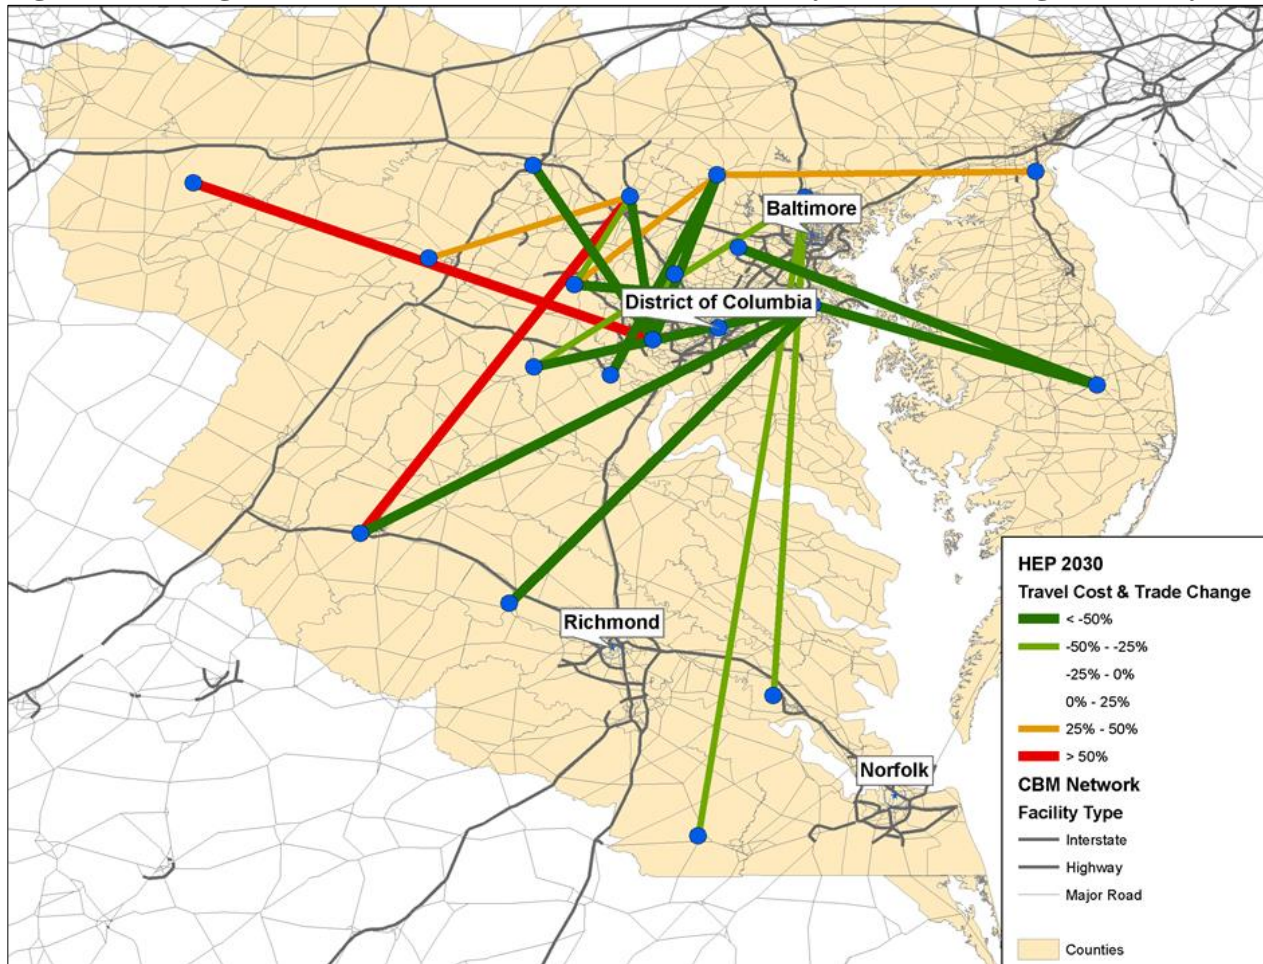 Baltimore
District of Columbia
Richmond
Norfolk
HEP 2030
Travel Cost & Trade Change
< -50%
-50% - -25%
-25% - 0%
0% - 25%
25% - 50%
> 50%
CBM Network
Facility Type
Interstate
Highway
Major Road
Counties